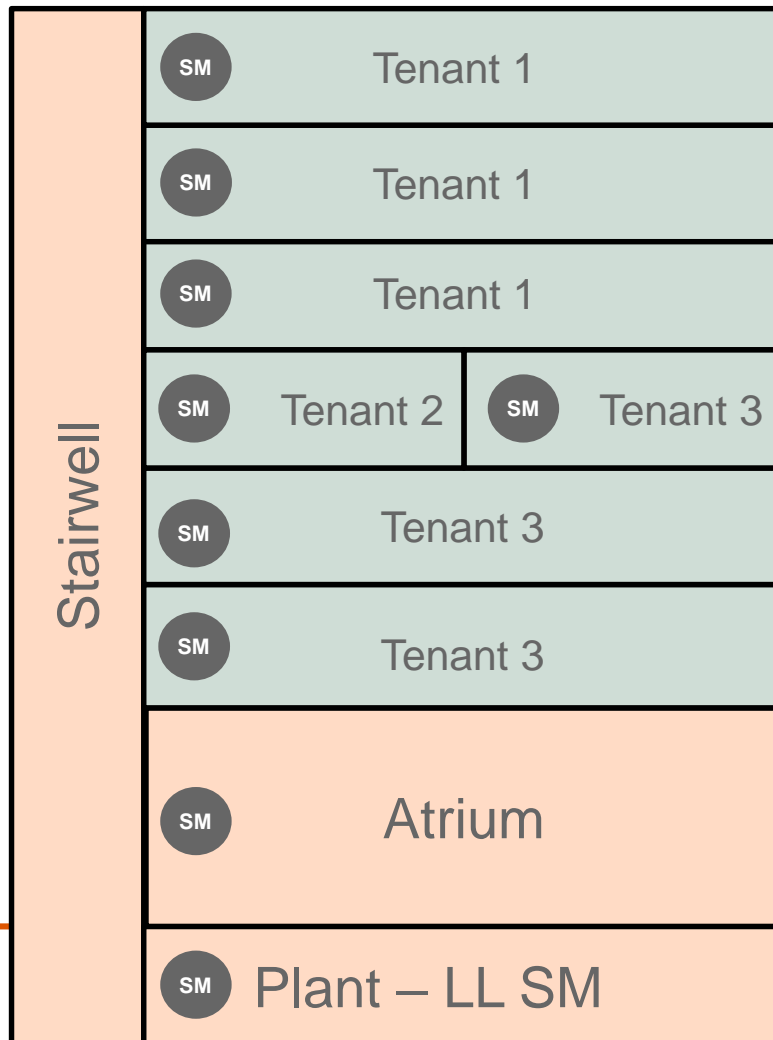 SM Tenant 1
SM Tenant 1
SM Tenant 1
SM Tenant 2 SM Tenant 3
Stairwell
SM Tenant 3
SM Tenant 3
SM Atrium
SM Plant – LL SM